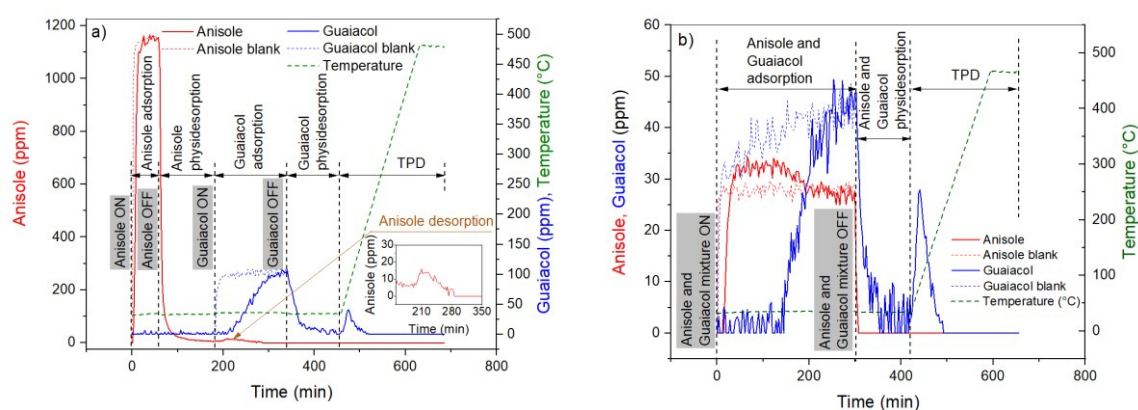 a)
Anisole
Guaiacol
Anisole blank
Guaiacol blank
Temperature
Anisole adsorption
Anisole
physidesorption
Guaiacol
adsorption
Guaiacol
physidesorption
TPD
Anisole ON
Anisole OFF
Guaiacol ON
Guaiacol OFF
Anisole desorption
Anisole (ppm)
30
15
0
210 280 350
Time (min)
Anisole (ppm)
1200
1000
800
600
400
200
0
0 200 400 600 800
Time (min)
500
450
400
350
300
250
200
150
100
50
0
Guaiacol (ppm), Temperature (°C)
b)
Anisole and
Guaiacol
adsorption
Anisole and
Guaiacol
physidesorption
TPD
Anisole and
Guaiacol mixture ON
Anisole and
Guaiacol mixture OFF
Anisole
Anisole blank
Guaiacol
Guaiacol blank
Temperature (°C)
Anisole, Guaiacol (ppm)
60
50
40
30
20
10
0
0 200 400 600 800
Time (min)
500
400
300
200
100
0
Temperature (°C)